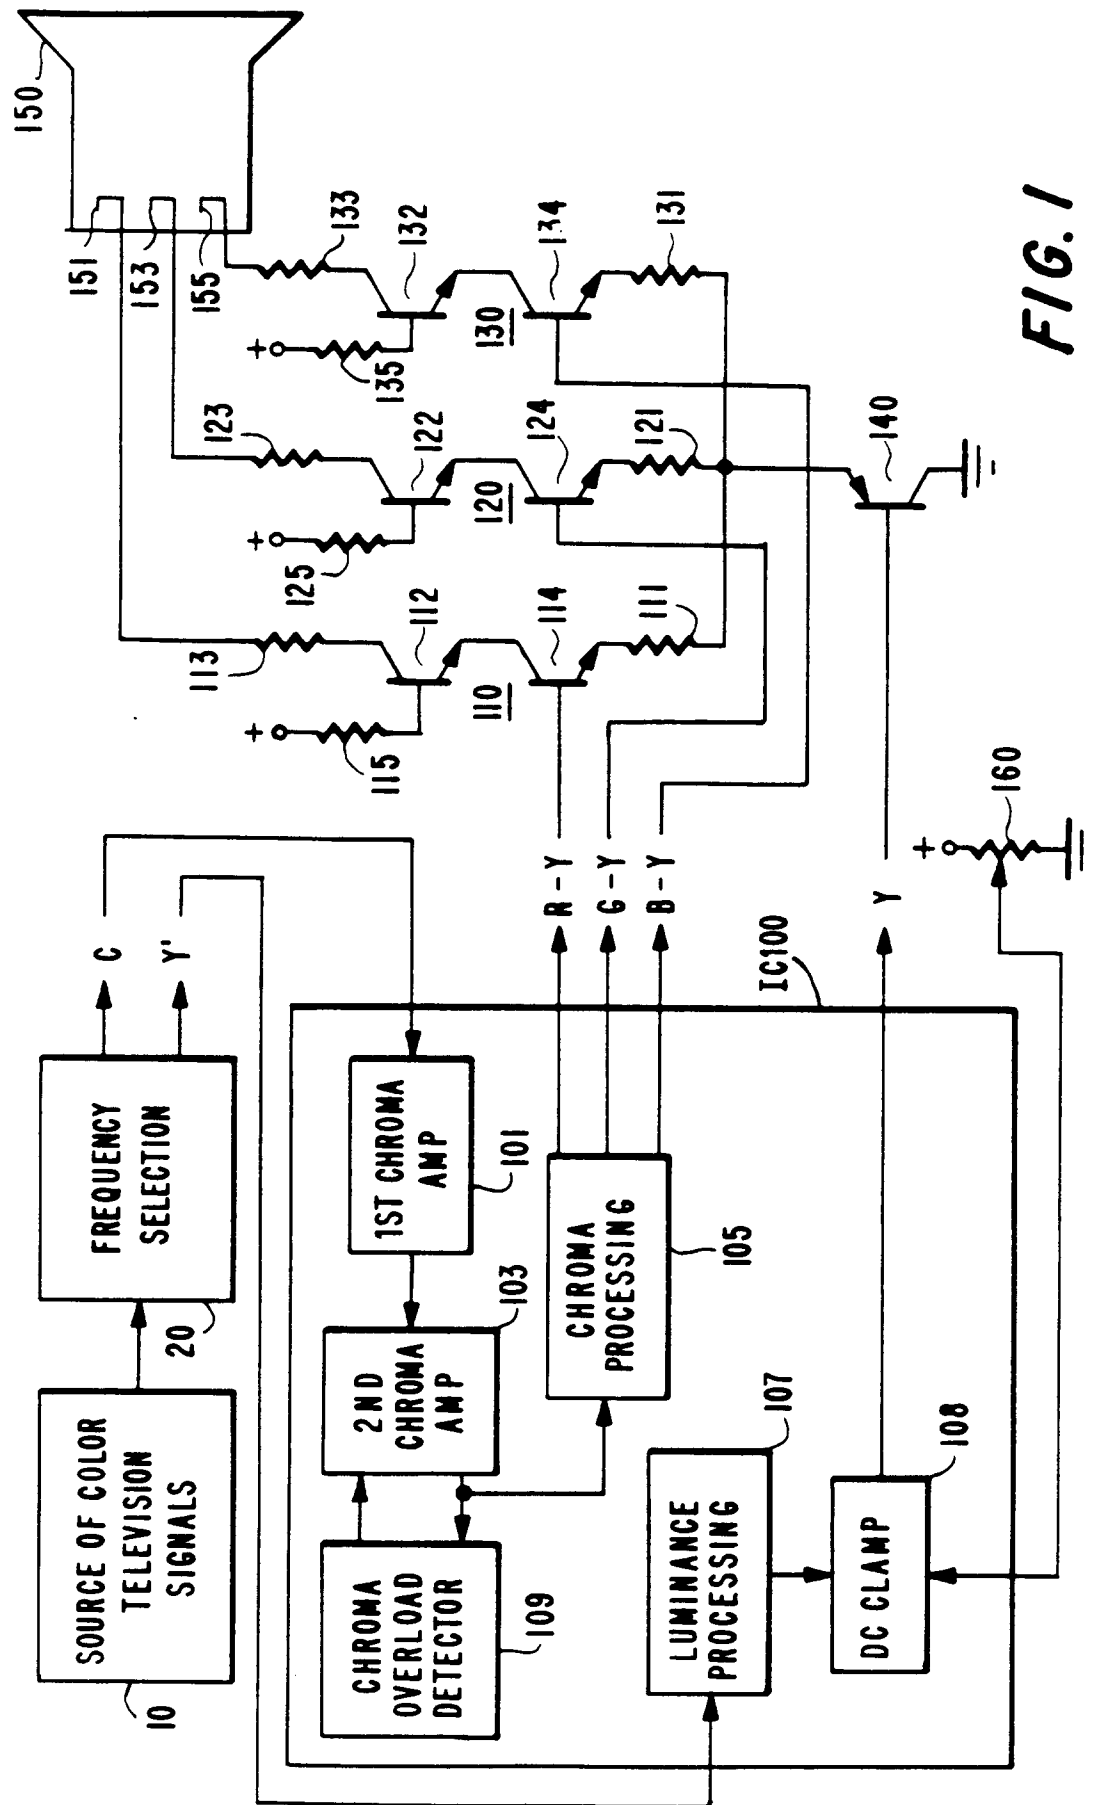 SOURCE OF COLOR
TELEVISION
SIGNALS
10
FREQUENCY
SELECTION
20
C
Y'
150
151
153
155
CHROMA
OVERLOAD
DETECTOR
109
2ND
CHROMA
AMP
103
1ST CHROMA
AMP
101
CHROMA
PROCESSING
105
R-Y
G-Y
B-Y
LUMINANCE
PROCESSING
107
DC CLAMP
108
IC100
Y
+
160
+
115
113
112
110
114
111
+
125
123
122
120
124
121
+
135
133
132
130
134
131
140
FIG. 1